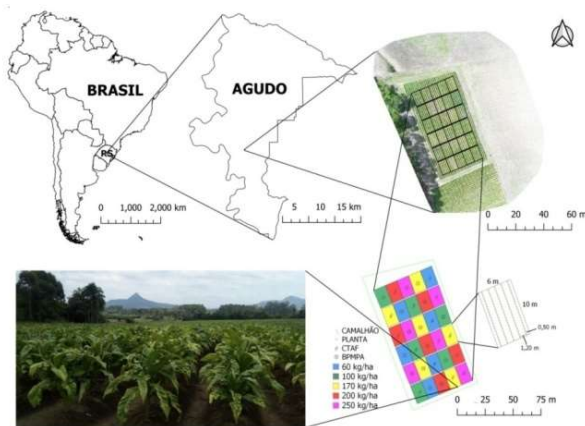 BRASIL
AGUDO
RS
0 1,000 2,000 km
5 10 15 km
0 20 40 60 m
6 m
10 m
0,90 m
1,20 m
CAMALHÃO
PLANTA
CTAF
BPMPA
60 kg/ha
100 kg/ha
170 kg/ha
200 kg/ha
250 kg/ha
0 25 50 75 m